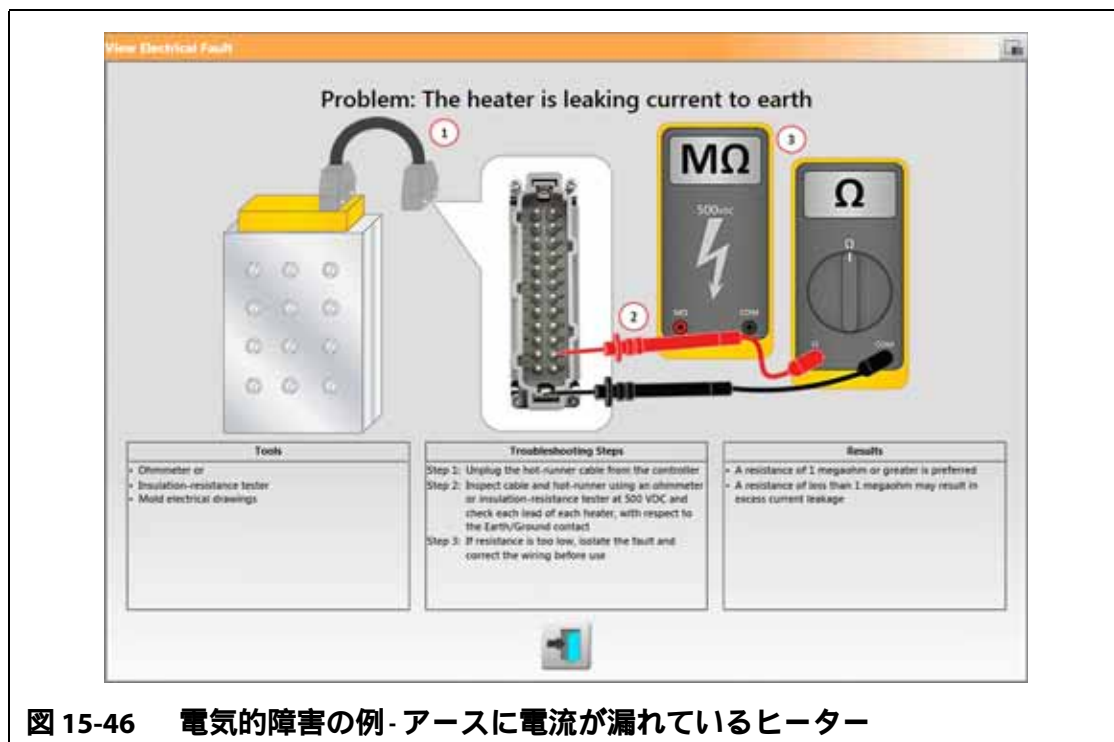 View Electrical Fault
Problem: The heater is leaking current to earth
1
3
MΩ
Ω
500VDC
Ω
2
MΩ
COM
Ω
COM
Tools
• Ohmmeter or
• Insulation-resistance tester
• Mold electrical drawings
Troubleshooting Steps
Step 1: Unplug the hot-runner cable from the controller
Step 2: Inspect cable and hot-runner using an ohmmeter
or insulation-resistance tester at 500 VDC and
check each lead of each heater, with respect to
the Earth/Ground contact
Step 3: If resistance is too low, isolate the fault and
correct the wiring before use
Results
• A resistance of 1 megaohm or greater is preferred
• A resistance of less than 1 megaohm may result in
excess current leakage
図 15-46 電気的障害の例 - アースに電流が漏れているヒーター